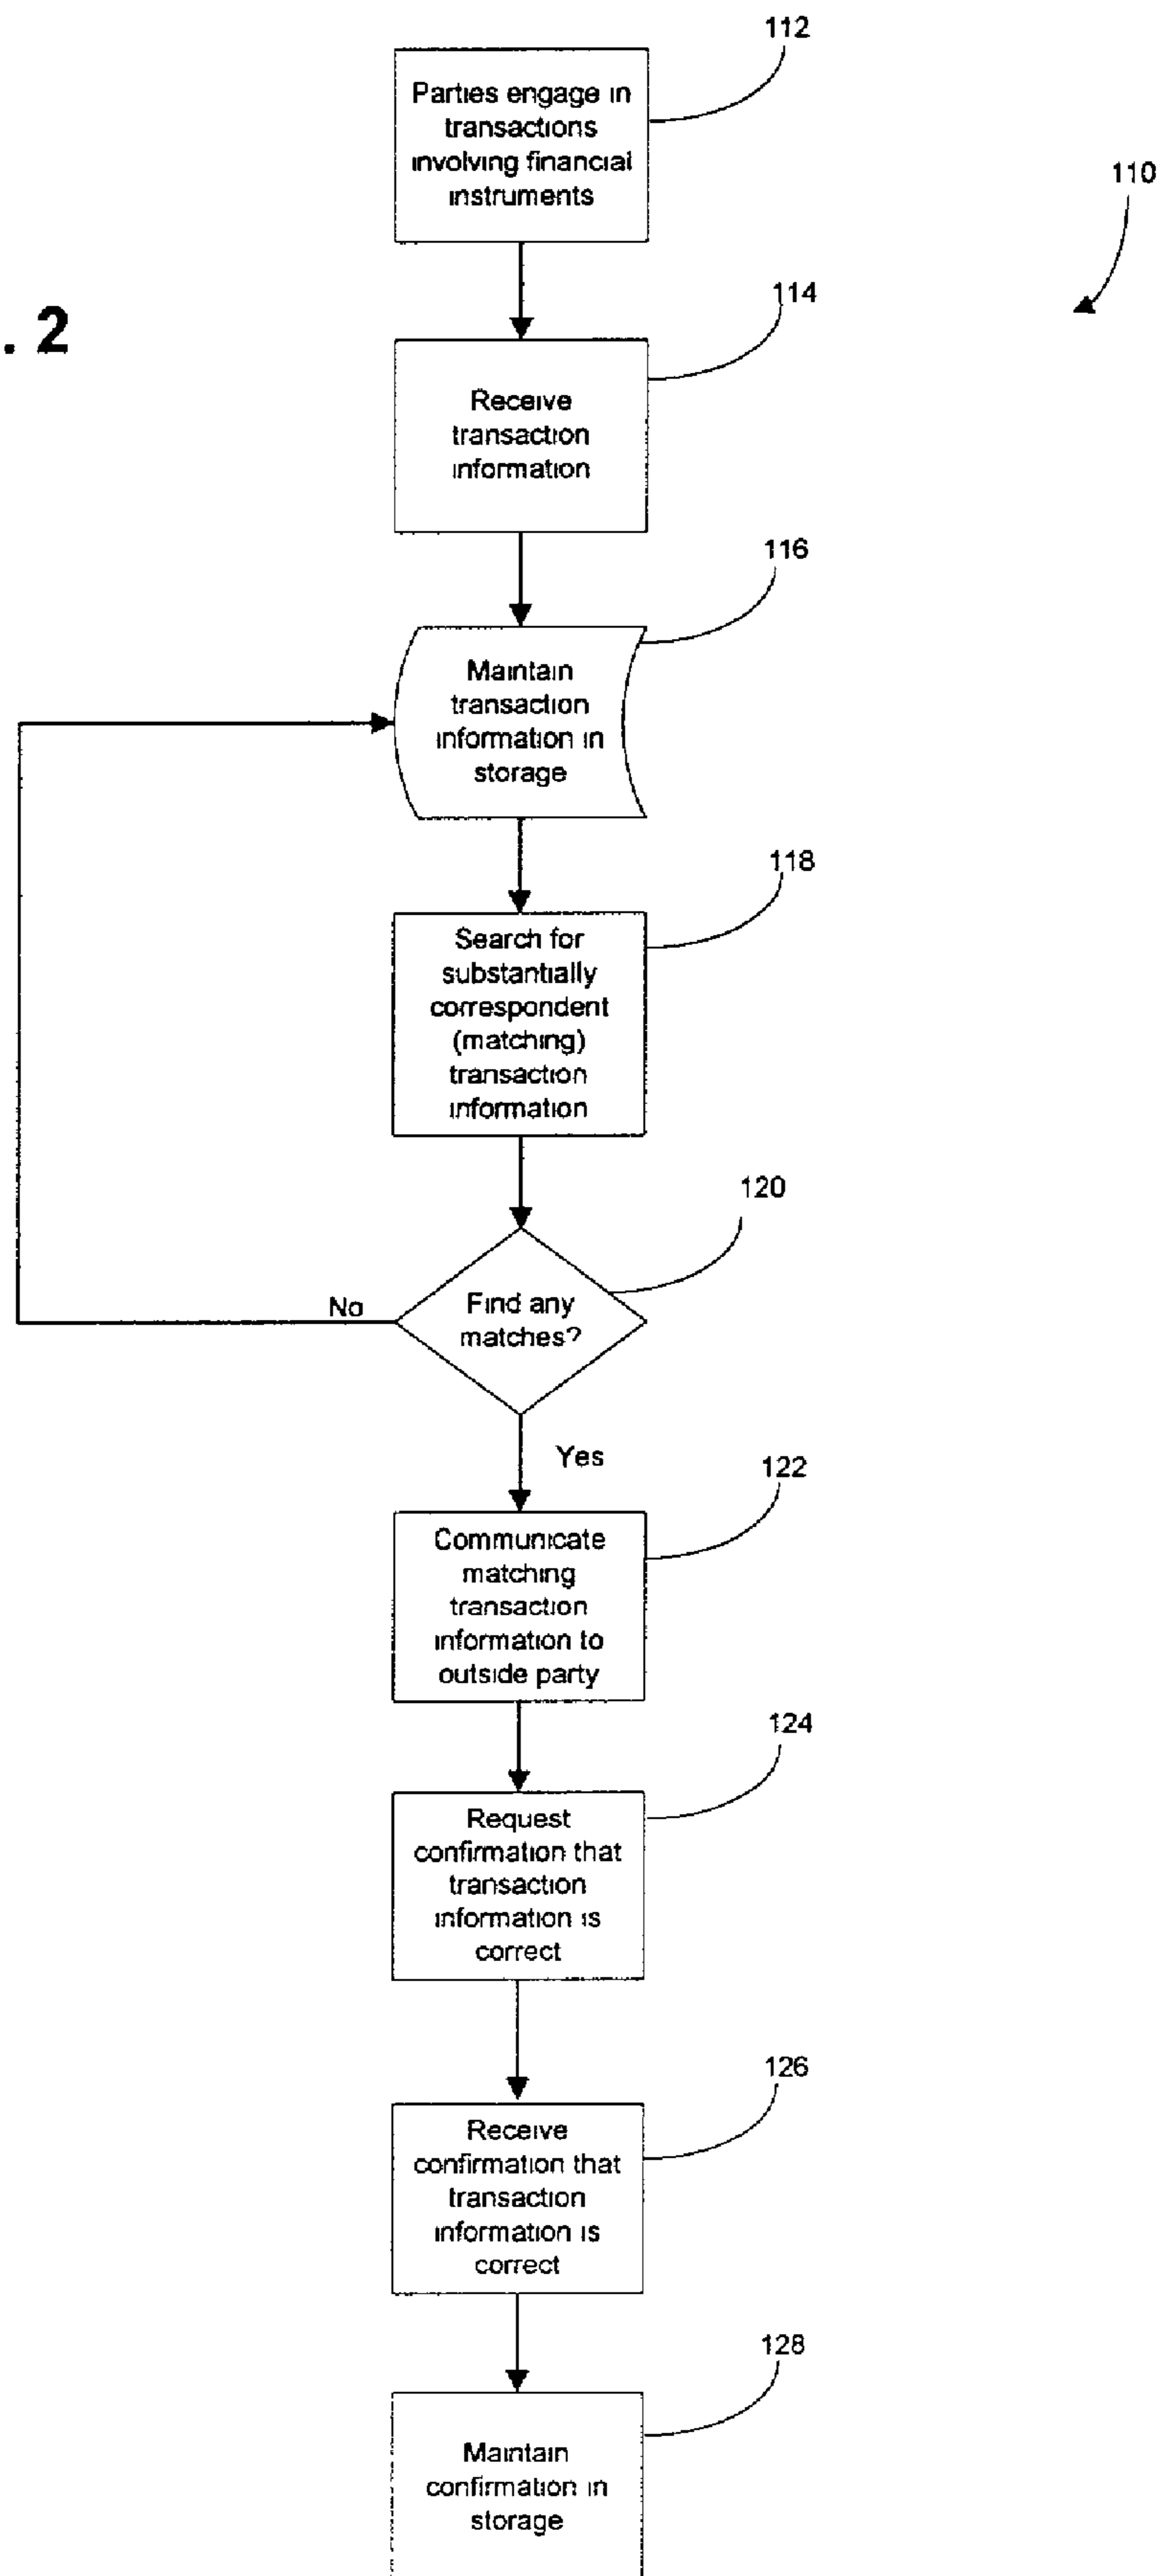 112
Parties engage in
transactions
involving financial
instruments
110
. 2
114
Receive
transaction
information
116
Maintain
transaction
information in
storage
118
Search for
substantially
correspondent
(matching)
transaction
information
120
Find any
matches?
No
Yes
122
Communicate
matching
transaction
information to
outside party
124
Request
confirmation that
transaction
information is
correct
126
Receive
confirmation that
transaction
information is
correct
128
Maintain
confirmation in
storage